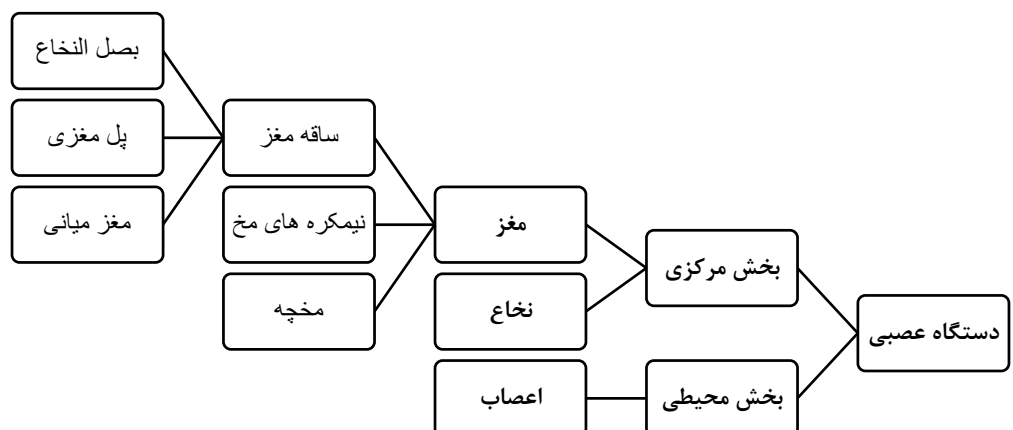 دستگاه عصبی
بخش مرکزی
مغز
ساقه مغز
بصل النخاع
پل مغزی
مغز میانی
نیمکره های مخ
مخچه
نخاع
بخش محیطی
اعصاب